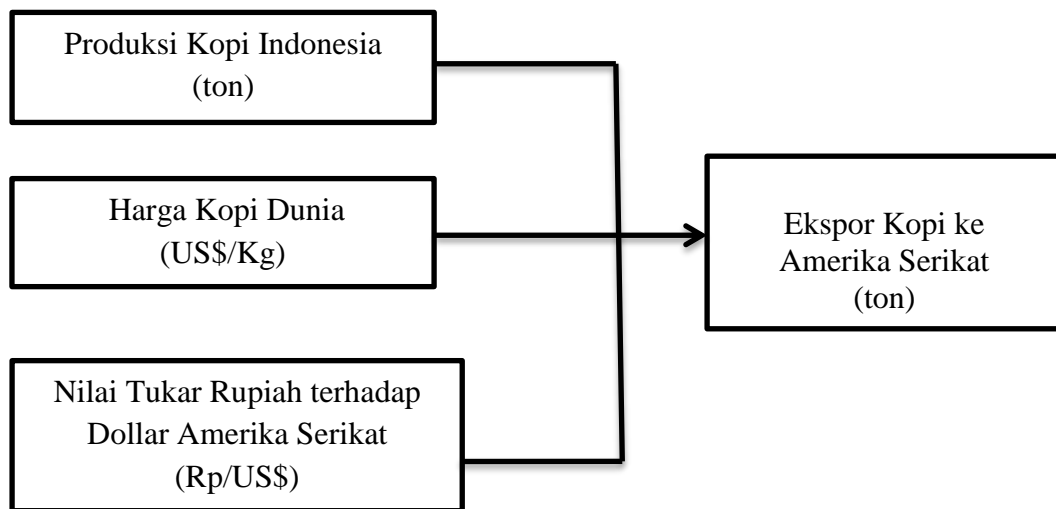 Produksi Kopi Indonesia
(ton)
Harga Kopi Dunia
(US$/Kg)
Nilai Tukar Rupiah terhadap
Dollar Amerika Serikat
(Rp/US$)
Ekspor Kopi ke
Amerika Serikat
(ton)